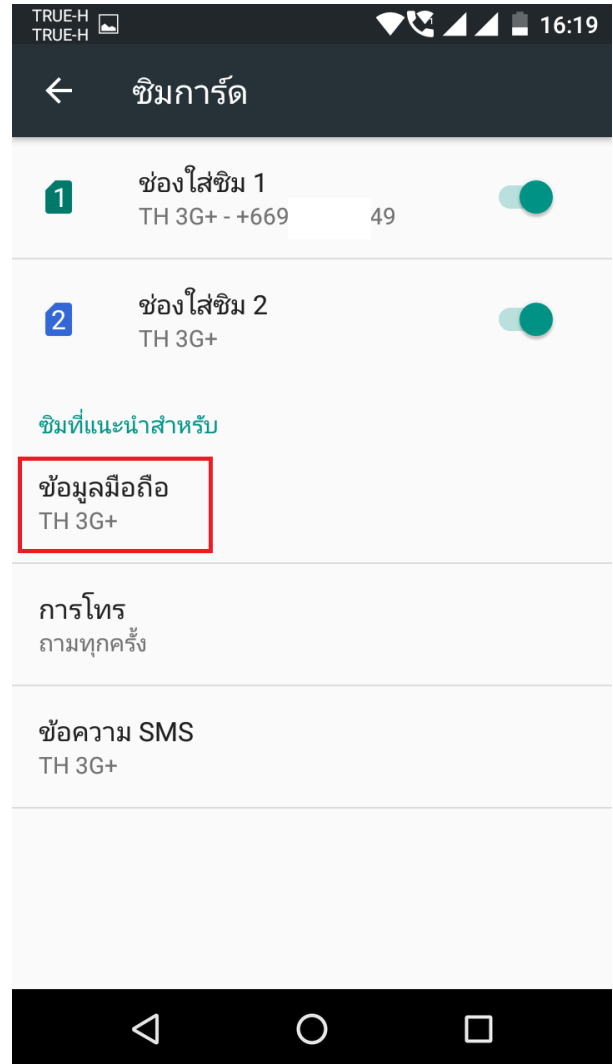 TRUE-H
TRUE-H
16:19
ซิมการ์ด
1
ช่องใส่ซิม 1
TH 3G+ - +669 49
2
ช่องใส่ซิม 2
TH 3G+
ซิมที่แนะนำสำหรับ
ข้อมูลมือถือ
TH 3G+
การโทร
ถามทุกครั้ง
ข้อความ SMS
TH 3G+